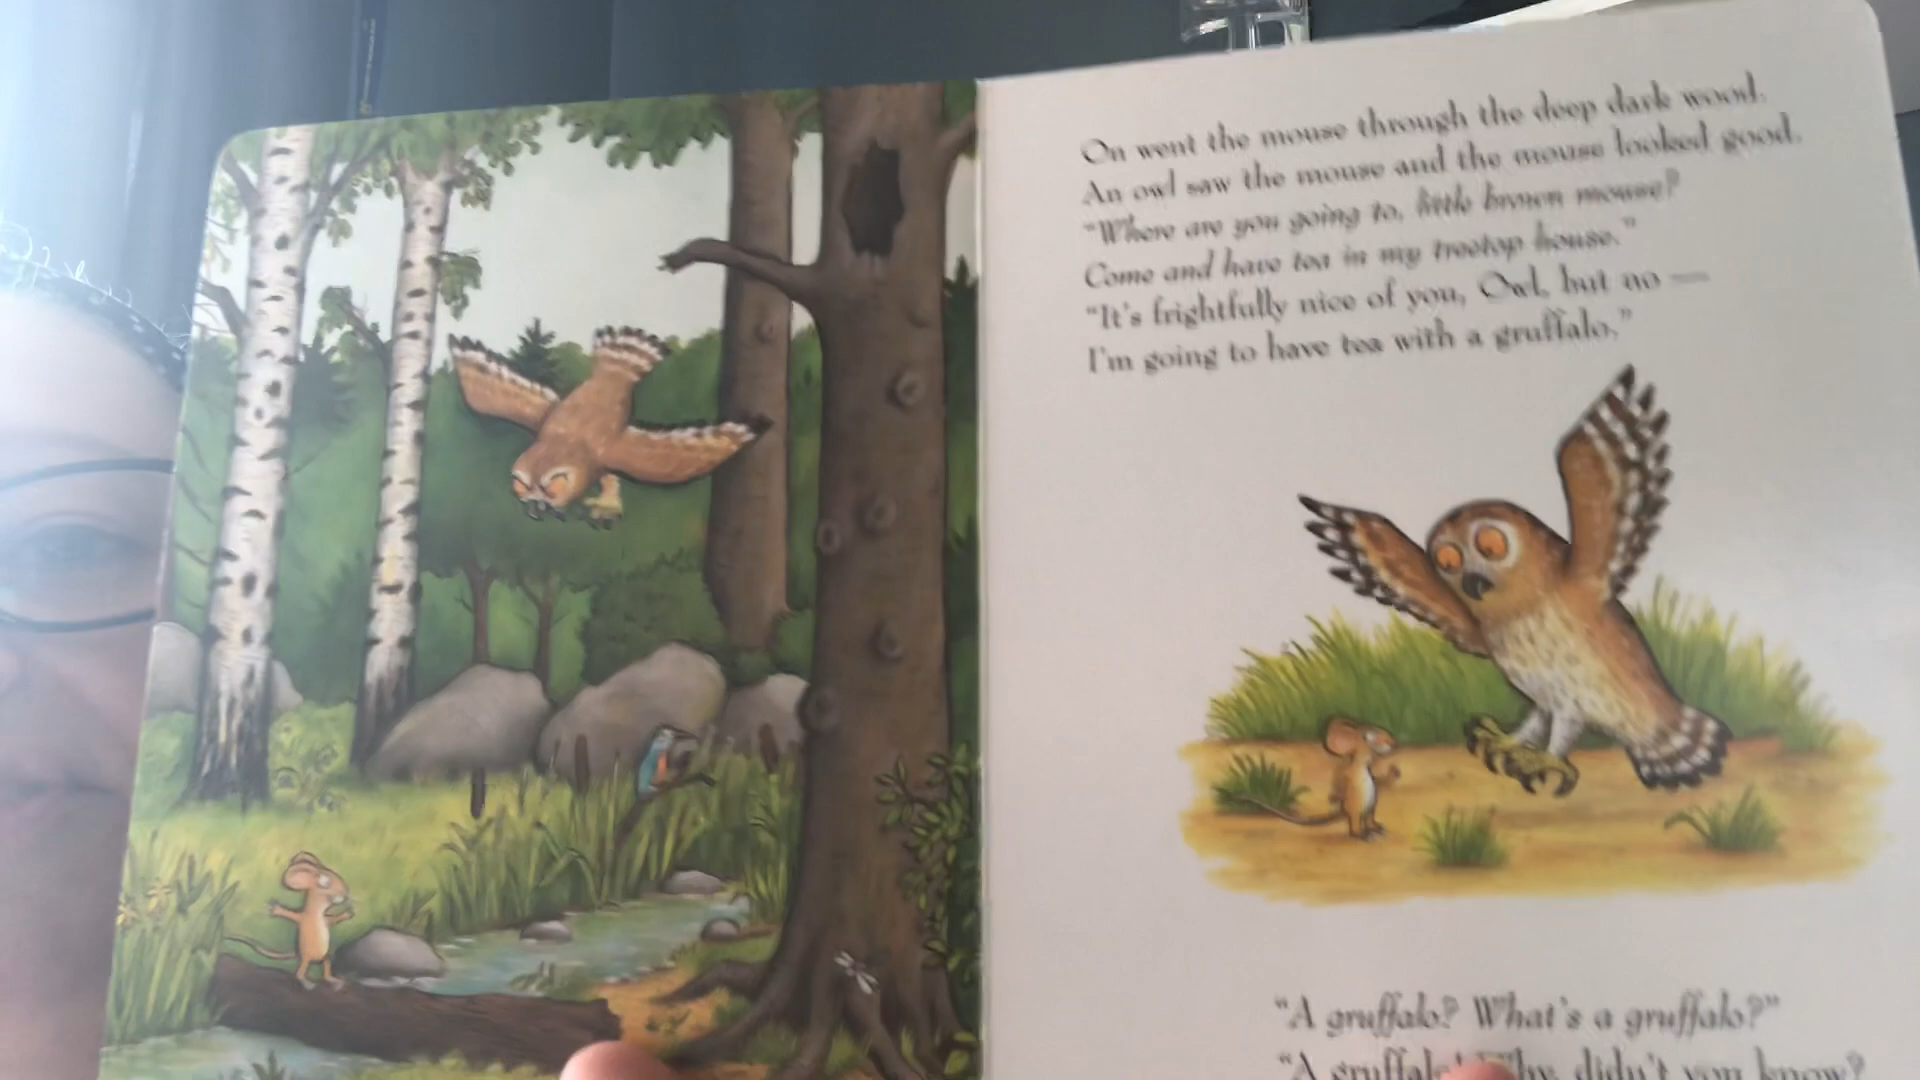 On went the mouse through the deep dark wood.
An owl saw the mouse and the mouse looked good.
“Where are you going to, little brown mouse?
Come and have tea in my treetop house.”
“It's frightfully nice of you, Owl, but no —
I'm going to have tea with a gruffalo.”
“A gruffalo? What's a gruffalo?”
“A didn't you know?